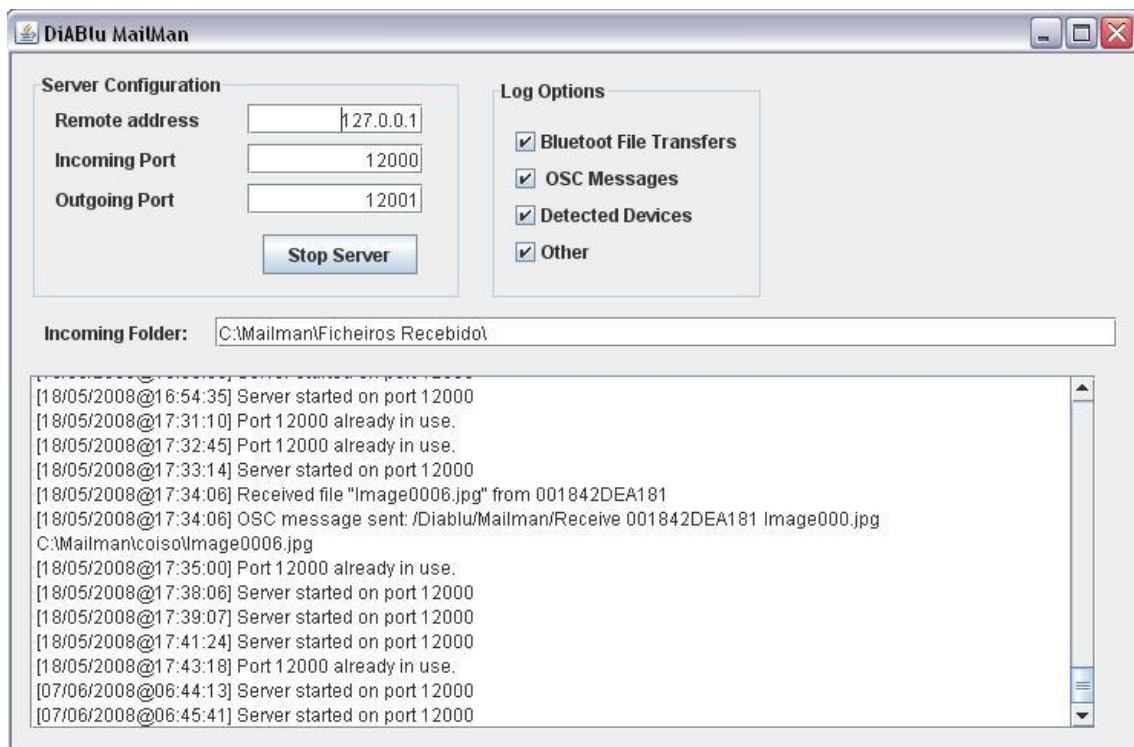 DiABlu MailMan
Server Configuration
Remote address 127.0.0.1
Incoming Port 12000
Outgoing Port 12001
Stop Server
Log Options
Bluetoot File Transfers
OSC Messages
Detected Devices
Other
Incoming Folder: C:\Mailman\Ficheiros Recebido\
Server started on port 12000
[18/05/2008@16:54:35] Server started on port 12000
[18/05/2008@17:31:10] Port 12000 already in use.
[18/05/2008@17:32:45] Port 12000 already in use.
[18/05/2008@17:33:14] Server started on port 12000
[18/05/2008@17:34:06] Received file "Image0006.jpg" from 001842DEA181
[18/05/2008@17:34:06] OSC message sent: /Diablu/Mailman/Receive 001842DEA181 Image000.jpg
C:\Mailman\coiso\Image0006.jpg
[18/05/2008@17:35:00] Port 12000 already in use.
[18/05/2008@17:38:06] Server started on port 12000
[18/05/2008@17:39:07] Server started on port 12000
[18/05/2008@17:41:24] Server started on port 12000
[18/05/2008@17:43:18] Port 12000 already in use.
[07/06/2008@06:44:13] Server started on port 12000
[07/06/2008@06:45:41] Server started on port 12000